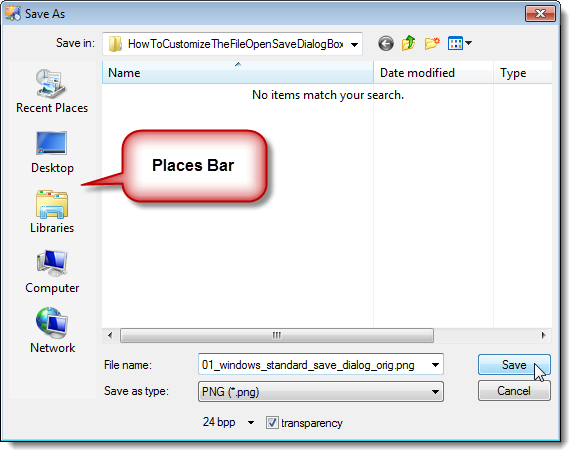 Save As
Save in: HowToCustomizeTheFileOpenSaveDialogBox
Name Date modified Type
No items match your search.
Recent Places
Desktop
Places Bar
Libraries
Computer
Network
File name: 01_windows_standard_save_dialog_orig.png Save
Save as type: PNG (*.png) Cancel
24 bpp transparency